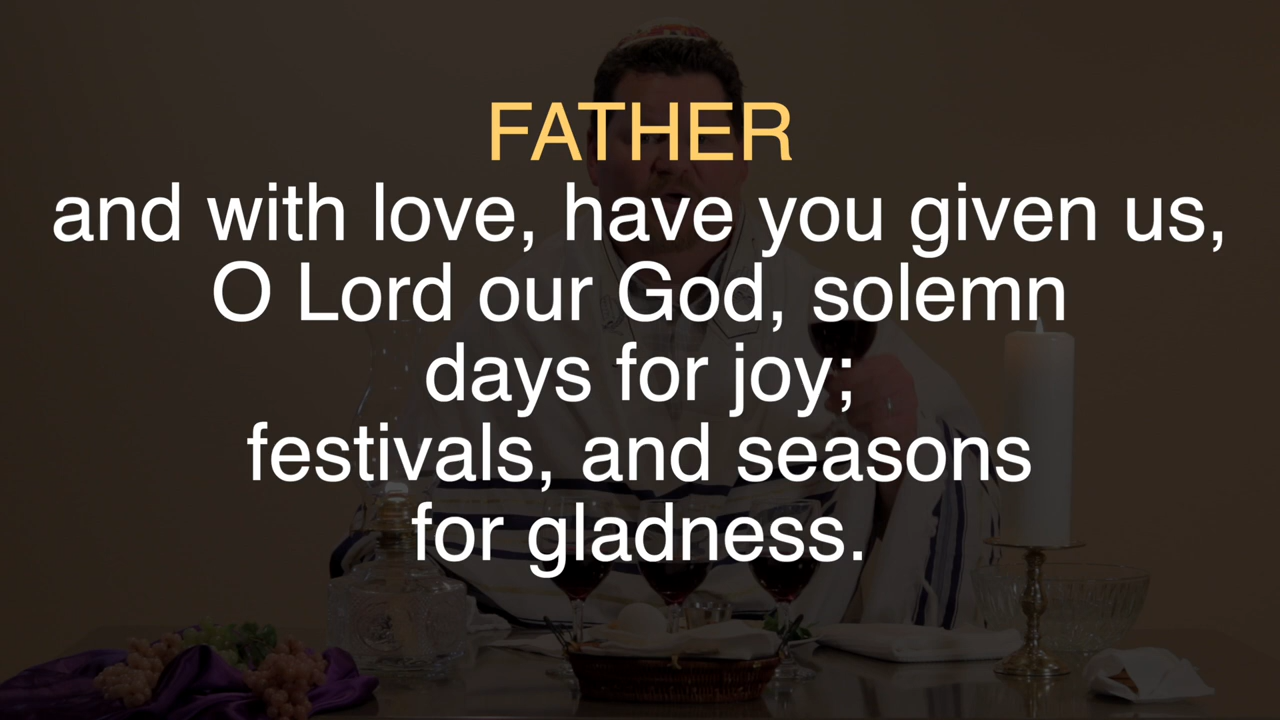 FATHER
and with love, have you given us,
O Lord our God, solemn
days for joy;
festivals, and seasons
for gladness.